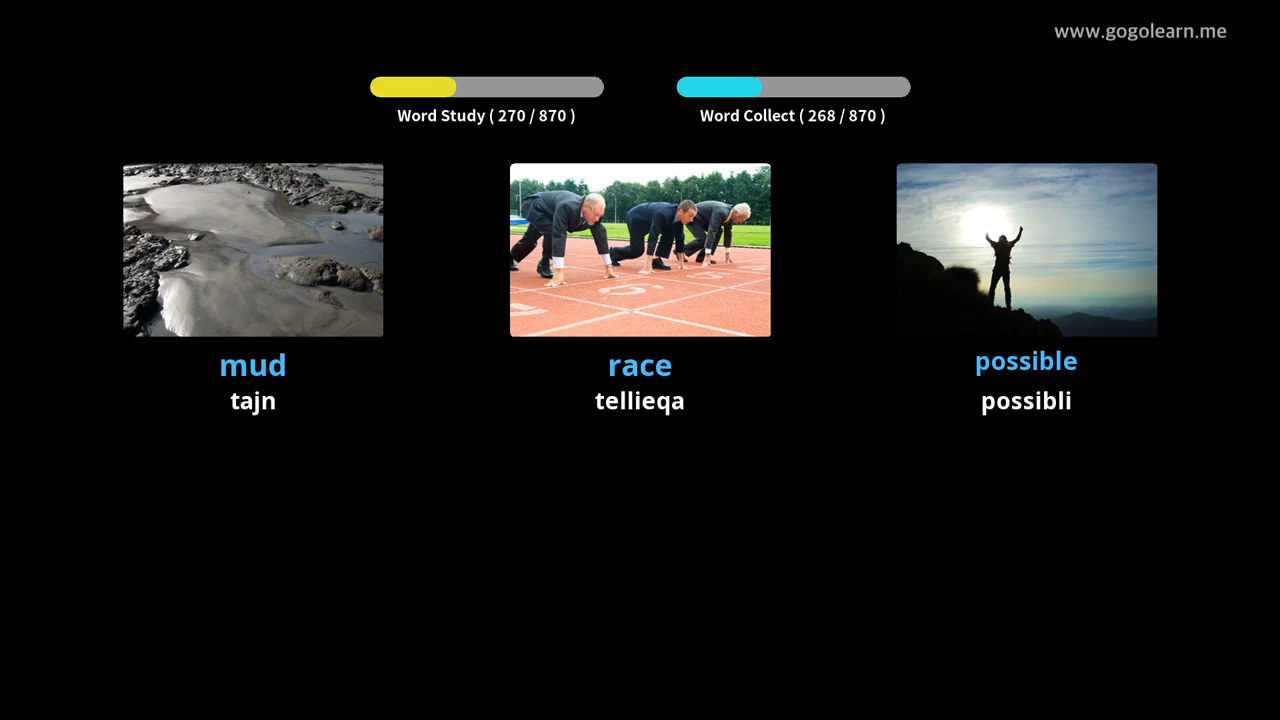 www.gogolearn.me
Word Study ( 270 / 870 )
Word Collect ( 268 / 870 )
mud
race
possible
tajn
tellieqa
possibli